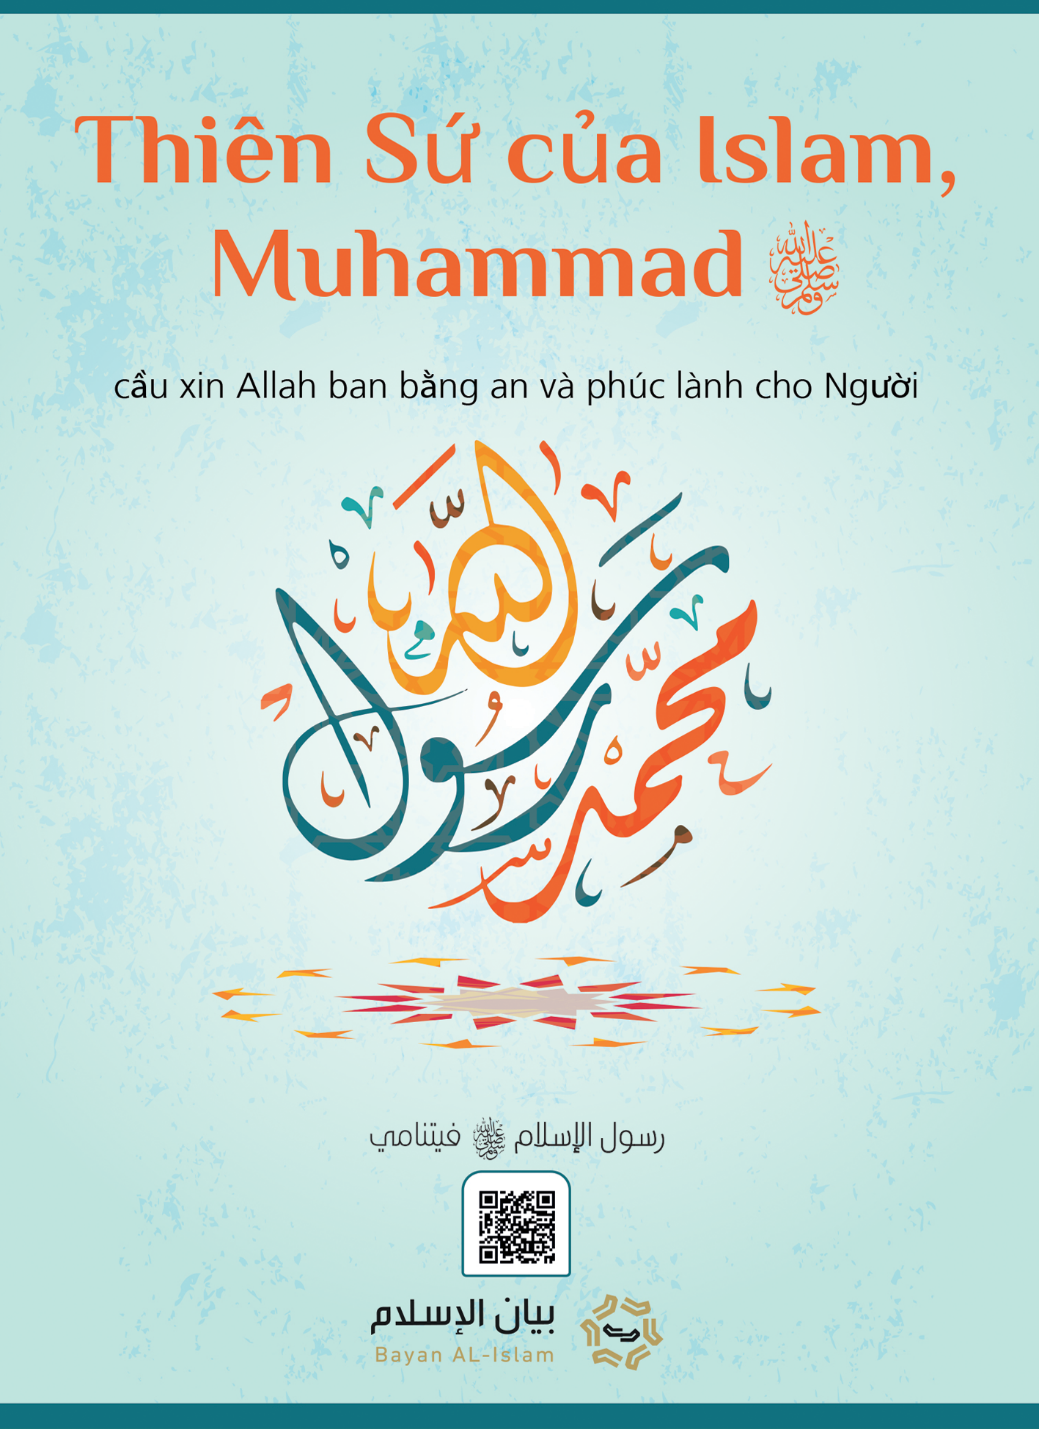 Thiên Sứ của Islam,
Muhammad ﷺ
cầu xin Allah ban bằng an và phúc lành cho Người
محمد
رسول
الله
رسول الإسلام ﷺ فيتنامي
بيان الإسلام
Bayan AL-Islam